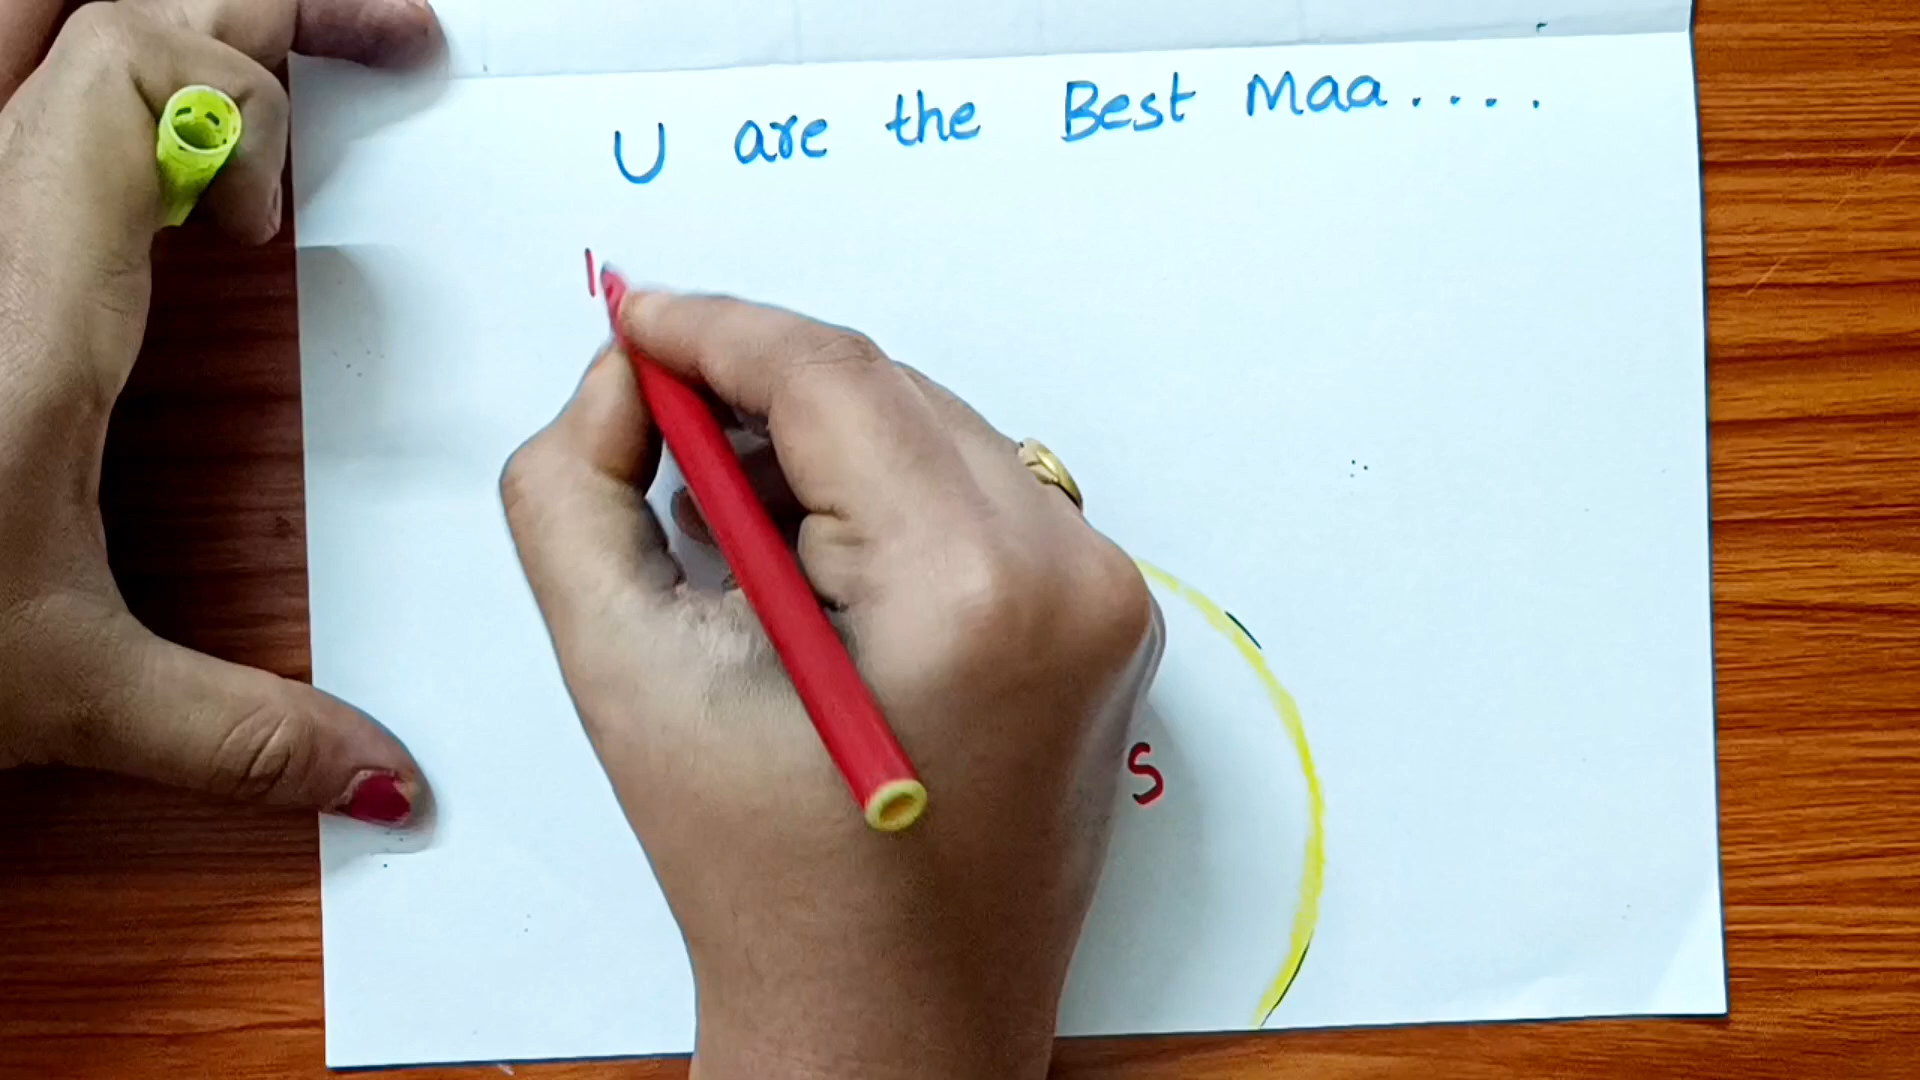 U are the Best Maa....
S